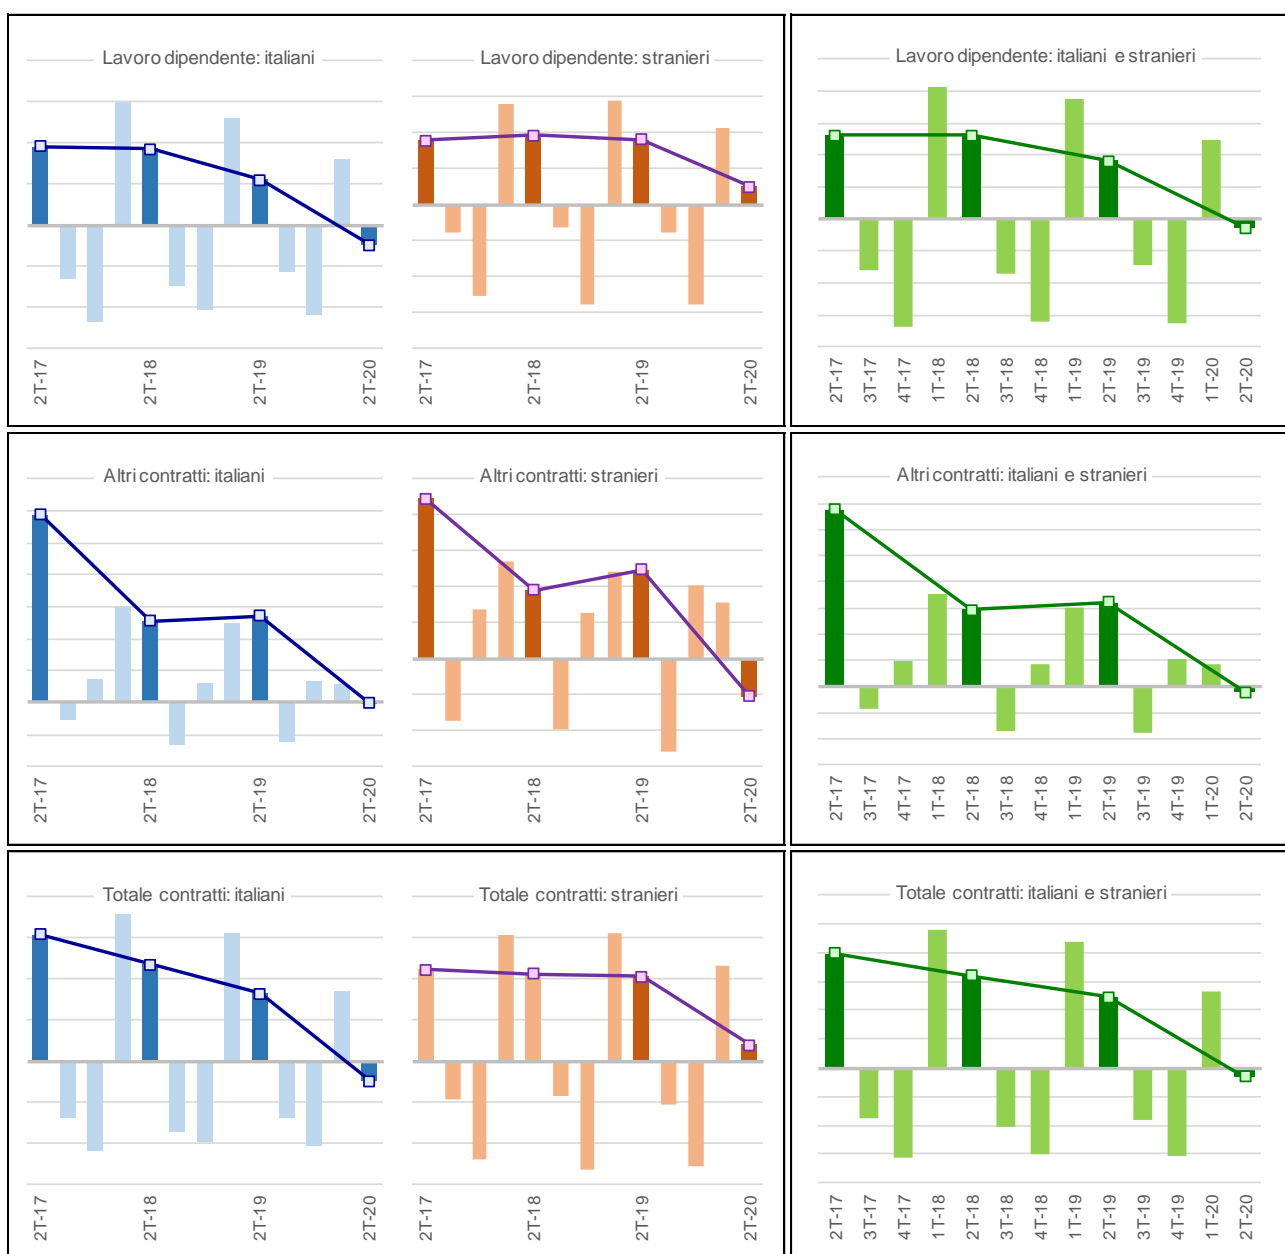 Lavoro dipendente: italiani
Lavoro dipendente: stranieri
Lavoro dipendente: italiani e stranieri
2T-17 2T-18 2T-19 2T-20
2T-17 2T-18 2T-19 2T-20
2T-17 3T-17 4T-17 1T-18 2T-18 3T-18 4T-18 1T-19 2T-19 3T-19 4T-19 1T-20 2T-20
Altri contratti: italiani
Altri contratti: stranieri
Altri contratti: italiani e stranieri
2T-17 2T-18 2T-19 2T-20
2T-17 2T-18 2T-19 2T-20
2T-17 3T-17 4T-17 1T-18 2T-18 3T-18 4T-18 1T-19 2T-19 3T-19 4T-19 1T-20 2T-20
Totale contratti: italiani
Totale contratti: stranieri
Totale contratti: italiani e stranieri
2T-17 2T-18 2T-19 2T-20
2T-17 2T-18 2T-19 2T-20
2T-17 3T-17 4T-17 1T-18 2T-18 3T-18 4T-18 1T-19 2T-19 3T-19 4T-19 1T-20 2T-20